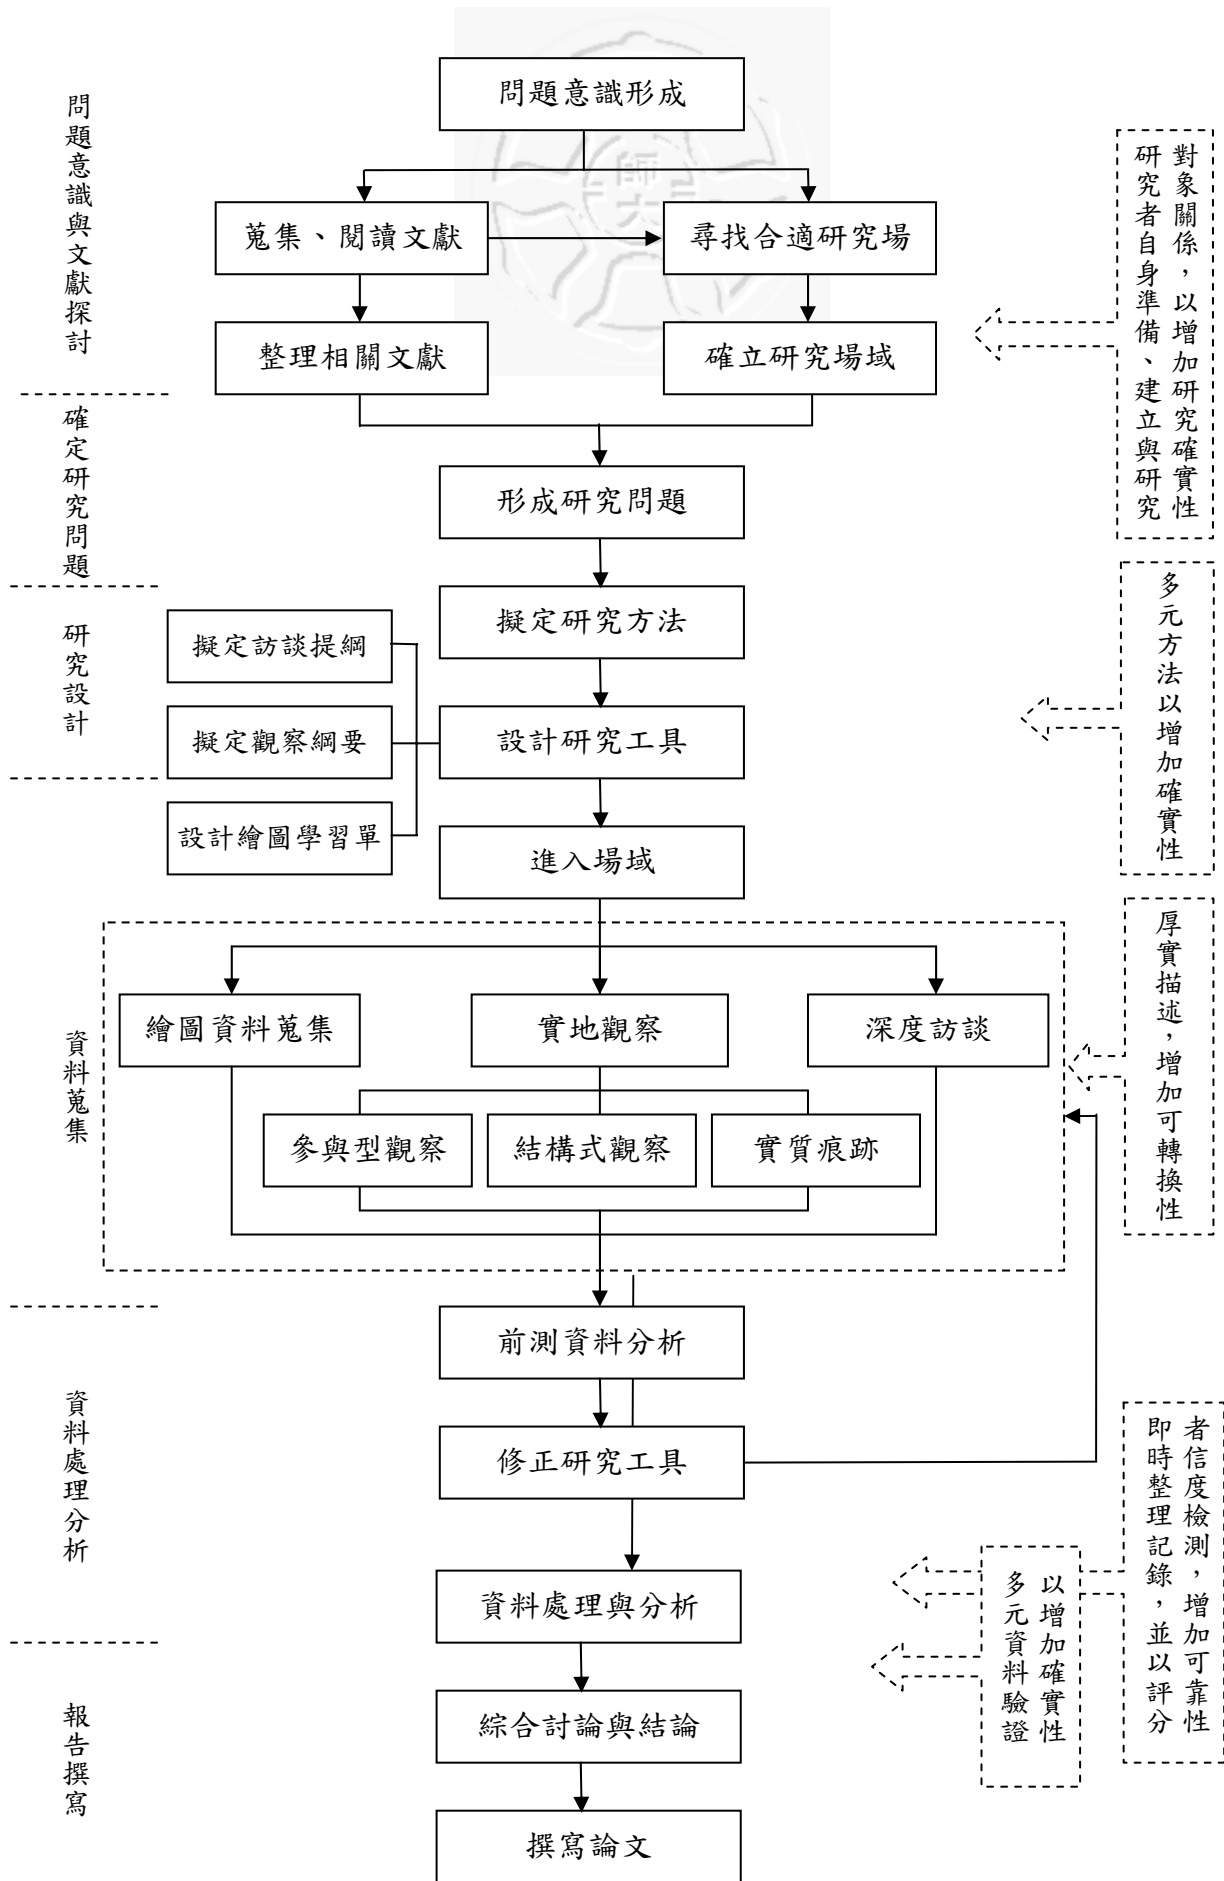 問題意識形成
問題意識與文獻探討
蒐集、閱讀文獻
尋找合適研究場
整理相關文獻
確立研究場域
研究者自身準備、建立與研究
對象關係，以增加研究確實性
確定研究問題
形成研究問題
研究設計
擬定研究方法
擬定訪談提綱
擬定觀察綱要
設計研究工具
設計繪圖學習單
多元方法以增加確實性
進入場域
資料蒐集
繪圖資料蒐集
實地觀察
深度訪談
參與型觀察
結構式觀察
實質痕跡
厚實描述，增加可轉換性
資料處理分析
前測資料分析
修正研究工具
資料處理與分析
即時整理記錄，並以評分
者信度檢測，增加可靠性
多元資料驗證
以增加確實性
報告撰寫
綜合討論與結論
撰寫論文
師大